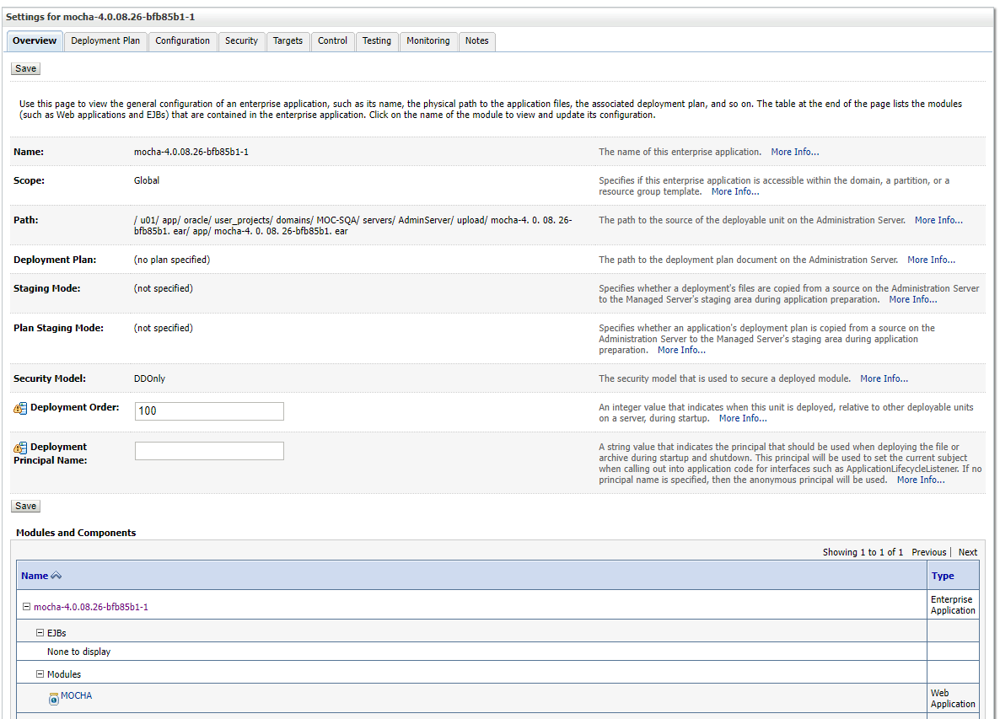 Settings for mocha-4.0.08.26-bfb85b1-1
Overview Deployment Plan Configuration Security Targets Control Testing Monitoring Notes
Save
Use this page to view the general configuration of an enterprise application, such as its name, the physical path to the application files, the associated deployment plan, and so on. The table at the end of the page lists the modules
(such as Web applications and EJBs) that are contained in the enterprise application. Click on the name of the module to view and update its configuration.
Name: mocha-4.0.08.26-bfb85b1-1 The name of this enterprise application. More Info...
Scope: Global Specifies if this enterprise application is accessible within the domain, a partition, or a
resource group template. More Info...
Path: / u01/ app/ oracle/ user_projects/ domains/ MOC-SQA/ servers/ AdminServer/ upload/ mocha-4. 0. 08. 26- The path to the source of the deployable unit on the Administration Server. More Info...
bfb85b1. ear/ app/ mocha-4. 0. 08. 26-bfb85b1. ear
Deployment Plan: (no plan specified) The path to the deployment plan document on the Administration Server. More Info...
Staging Mode: (not specified) Specifies whether a deployment's files are copied from a source on the Administration Server
to the Managed Server's staging area during application preparation. More Info...
Plan Staging Mode: (not specified) Specifies whether an application's deployment plan is copied from a source on the
Administration Server to the Managed Server's staging area during application
preparation. More Info...
Security Model: DDOnly The security model that is used to secure a deployed module. More Info...
Deployment Order: 100 An integer value that indicates when this unit is deployed, relative to other deployable units
on a server, during startup. More Info...
Deployment A string value that indicates the principal that should be used when deploying the file or
Principal Name: archive during startup and shutdown. This principal will be used to set the current subject
when calling out into application code for interfaces such as ApplicationLifecycleListener. If no
principal name is specified, then the anonymous principal will be used. More Info...
Save
Modules and Components
Showing 1 to 1 of 1 Previous | Next
Name Type
mocha-4.0.08.26-bfb85b1-1 Enterprise
Application
EJBs
None to display
Modules
MOCHA Web
Application